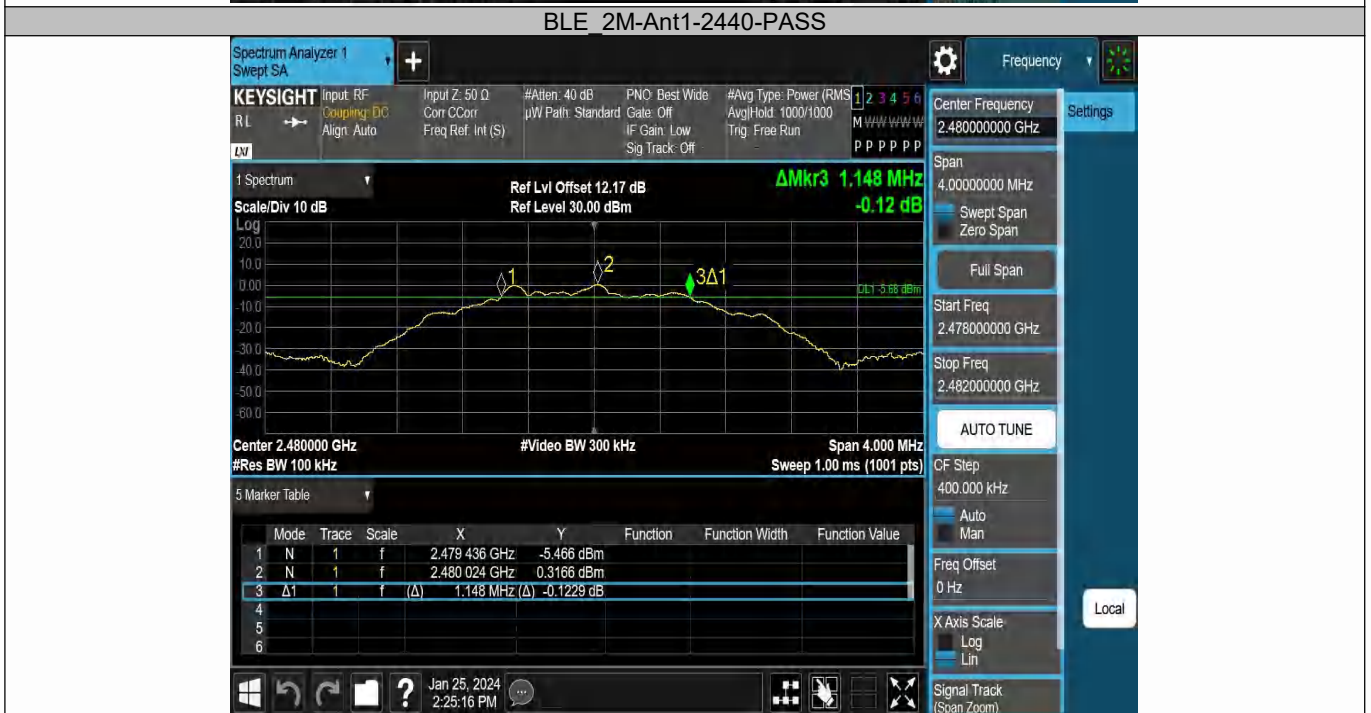 BLE_2M-Ant1-2440-PASS
Spectrum Analyzer 1
Swept SA
+
Frequency
KEYSIGHT
RL
LXI
Input: RF
Coupling: DC
Align: Auto
Input Z: 50 Ω
Corr CCorr
Freq Ref: Int (S)
#Atten: 40 dB
µW Path: Standard
PNO: Best Wide
Gate: Off
IF Gain: Low
Sig Track: Off
#Avg Type: Power (RMS
Avg|Hold: 1000/1000
Trig: Free Run
1 2 3 4 5 6
M W W W W W
P P P P P P
1 Spectrum
Scale/Div 10 dB
Ref Lvl Offset 12.17 dB
Ref Level 30.00 dBm
ΔMkr3 1.148 MHz
-0.12 dB
Log
20.0
10.0
0.00
-10.0
-20.0
-30.0
-40.0
-50.0
-60.0
1
2
3Δ1
DL1 -5.68 dBm
Center 2.480000 GHz
#Res BW 100 kHz
#Video BW 300 kHz
Span 4.000 MHz
Sweep 1.00 ms (1001 pts)
5 Marker Table
Mode Trace Scale X Y Function Function Width Function Value
1 N 1 f 2.479 436 GHz -5.466 dBm
2 N 1 f 2.480 024 GHz 0.3166 dBm
3 Δ1 1 f (Δ) 1.148 MHz (Δ) -0.1229 dB
4
5
6
?
Jan 25, 2024
2:25:16 PM
Center Frequency
2.480000000 GHz
Settings
Span
4.00000000 MHz
Swept Span
Zero Span
Full Span
Start Freq
2.478000000 GHz
Stop Freq
2.482000000 GHz
AUTO TUNE
CF Step
400.000 kHz
Auto
Man
Freq Offset
0 Hz
X Axis Scale
Log
Lin
Local
Signal Track
(Span Zoom)